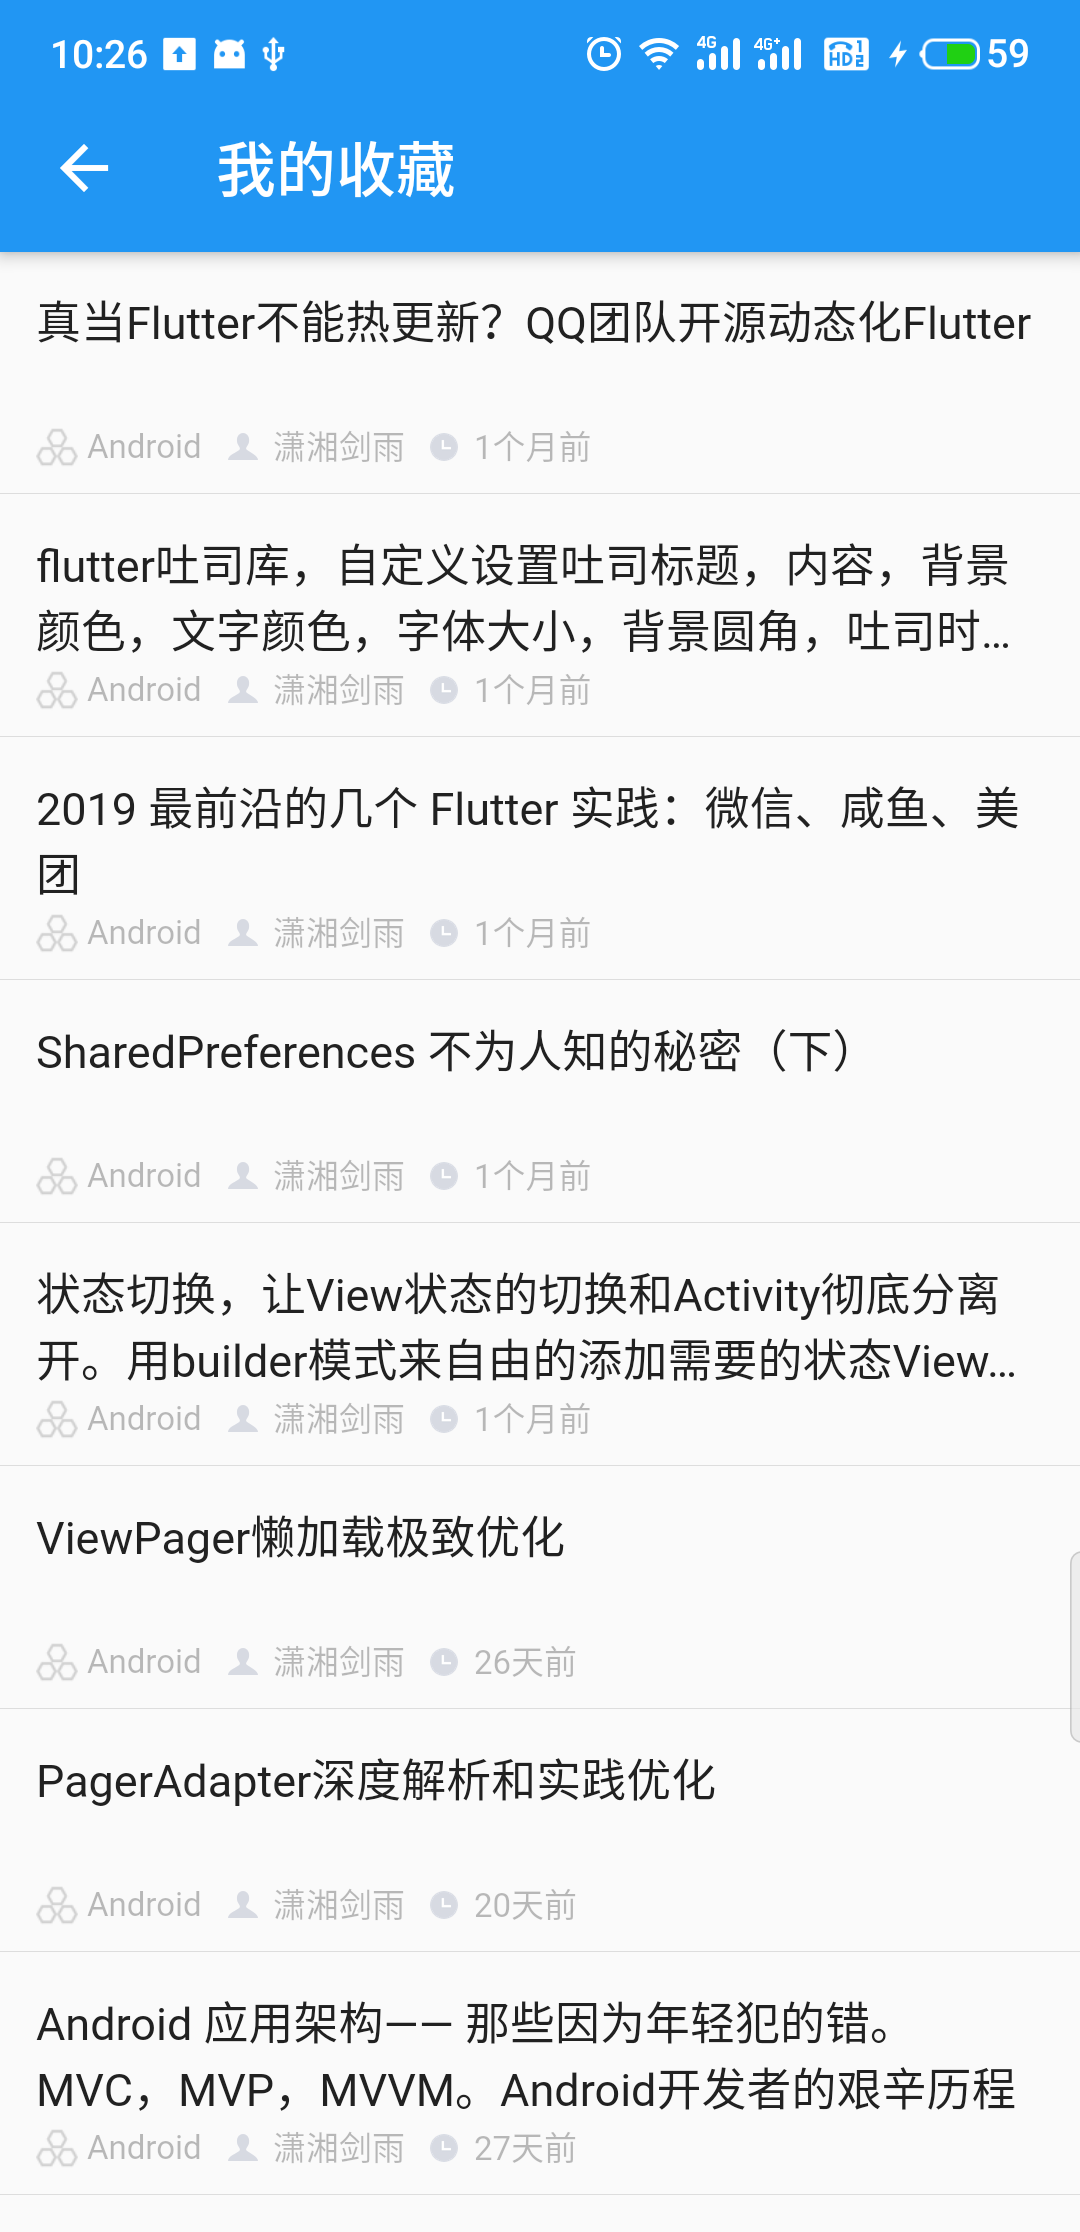 10:26
4G 4G+ HD 1 2 59
我的收藏
真当Flutter不能热更新？QQ团队开源动态化Flutter
Android 潇湘剑雨 1个月前
flutter吐司库，自定义设置吐司标题，内容，背景
颜色，文字颜色，字体大小，背景圆角，吐司时...
Android 潇湘剑雨 1个月前
2019 最前沿的几个 Flutter 实践：微信、咸鱼、美
团
Android 潇湘剑雨 1个月前
SharedPreferences 不为人知的秘密（下）
Android 潇湘剑雨 1个月前
状态切换，让View状态的切换和Activity彻底分离
开。用builder模式来自由的添加需要的状态View...
Android 潇湘剑雨 1个月前
ViewPager懒加载极致优化
Android 潇湘剑雨 26天前
PagerAdapter深度解析和实践优化
Android 潇湘剑雨 20天前
Android 应用架构—— 那些因为年轻犯的错。
MVC，MVP，MVVM。Android开发者的艰辛历程
Android 潇湘剑雨 27天前